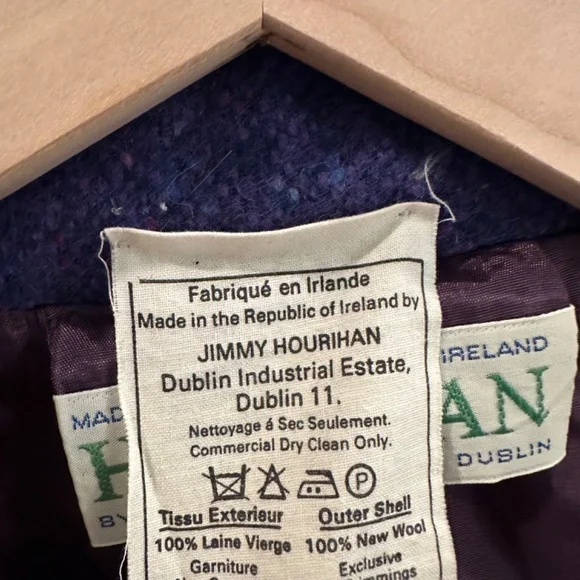 Fabriqué en Irlande
Made in the Republic of Ireland by
JIMMY HOURIHAN
Dublin Industrial Estate,
Dublin 11.
Nettoyage á Sec Seulement.
Commercial Dry Clean Only.
P
Tissu Exterieur Outer Shell
100% Laine Vierge 100% New Wool
Garniture Exclusive
MAD IRELAND
H AN
BY DUBLIN